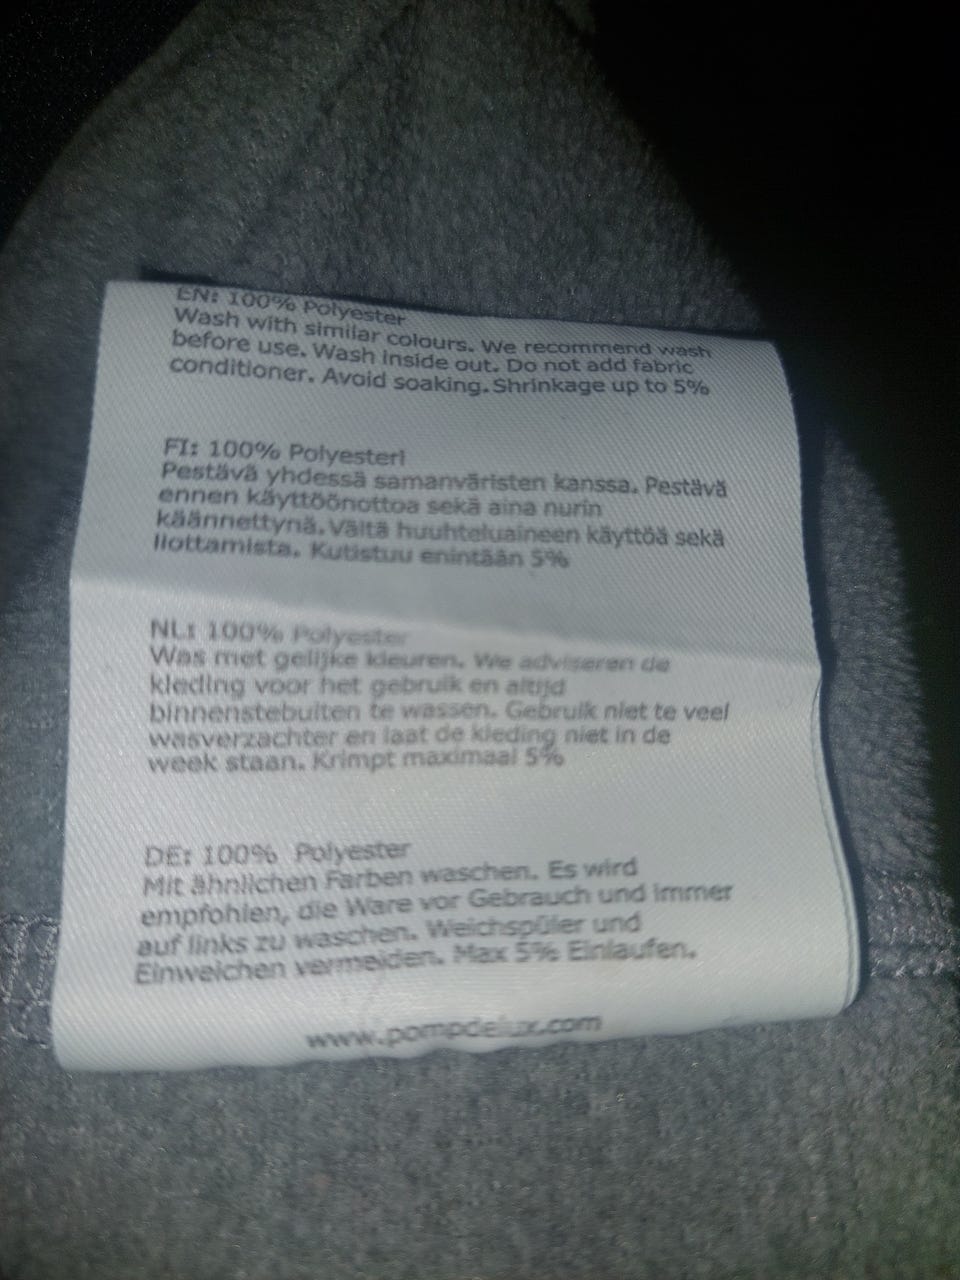 EN: 100% Polyester
Wash with similar colours. We recommend wash
before use. Wash inside out. Do not add fabric
conditioner. Avoid soaking. Shrinkage up to 5%
FI: 100% Polyesteri
Pestävä yhdessä samanväristen kanssa. Pestävä
ennen käyttöönottoa sekä aina nurin
käännettynä. Vältä huuhteluaineen käyttöä sekä
liottamista. Kutistuu enintään 5%
NL: 100% Polyester
Was met gelijke kleuren. We adviseren de
kleding voor het gebruik en altijd
binnenstebuiten te wassen. Gebruik niet te veel
wasverzachter en laat de kleding niet in de
week staan. Krimpt maximaal 5%
DE: 100% Polyester
Mit ähnlichen Farben waschen. Es wird
empfohlen, die Ware vor Gebrauch und immer
auf links zu waschen. Weichspüler und
Einweichen vermeiden. Max 5% Einlaufen.
www.pompdelux.com